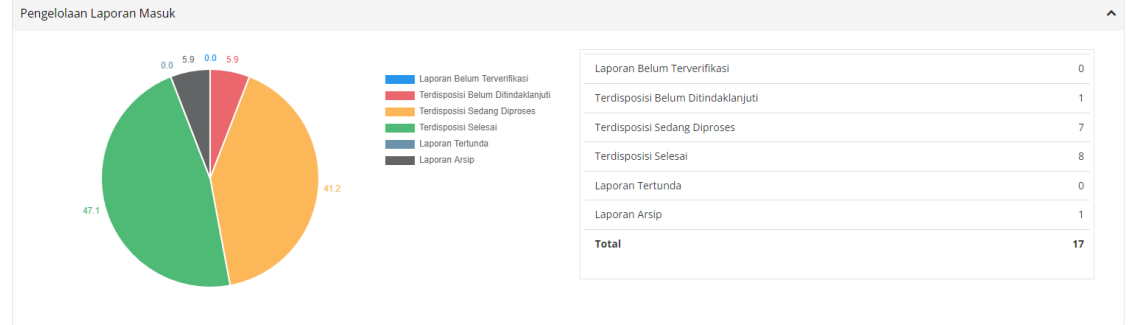 Pengelolaan Laporan Masuk
0.0
5.9
0.0
5.9
41.2
47.1
Laporan Belum Terverifikasi
Terdisposisi Belum Ditindaklanjuti
Terdisposisi Sedang Diproses
Terdisposisi Selesai
Laporan Tertunda
Laporan Arsip
Laporan Belum Terverifikasi 0
Terdisposisi Belum Ditindaklanjuti 1
Terdisposisi Sedang Diproses 7
Terdisposisi Selesai 8
Laporan Tertunda 0
Laporan Arsip 1
Total 17